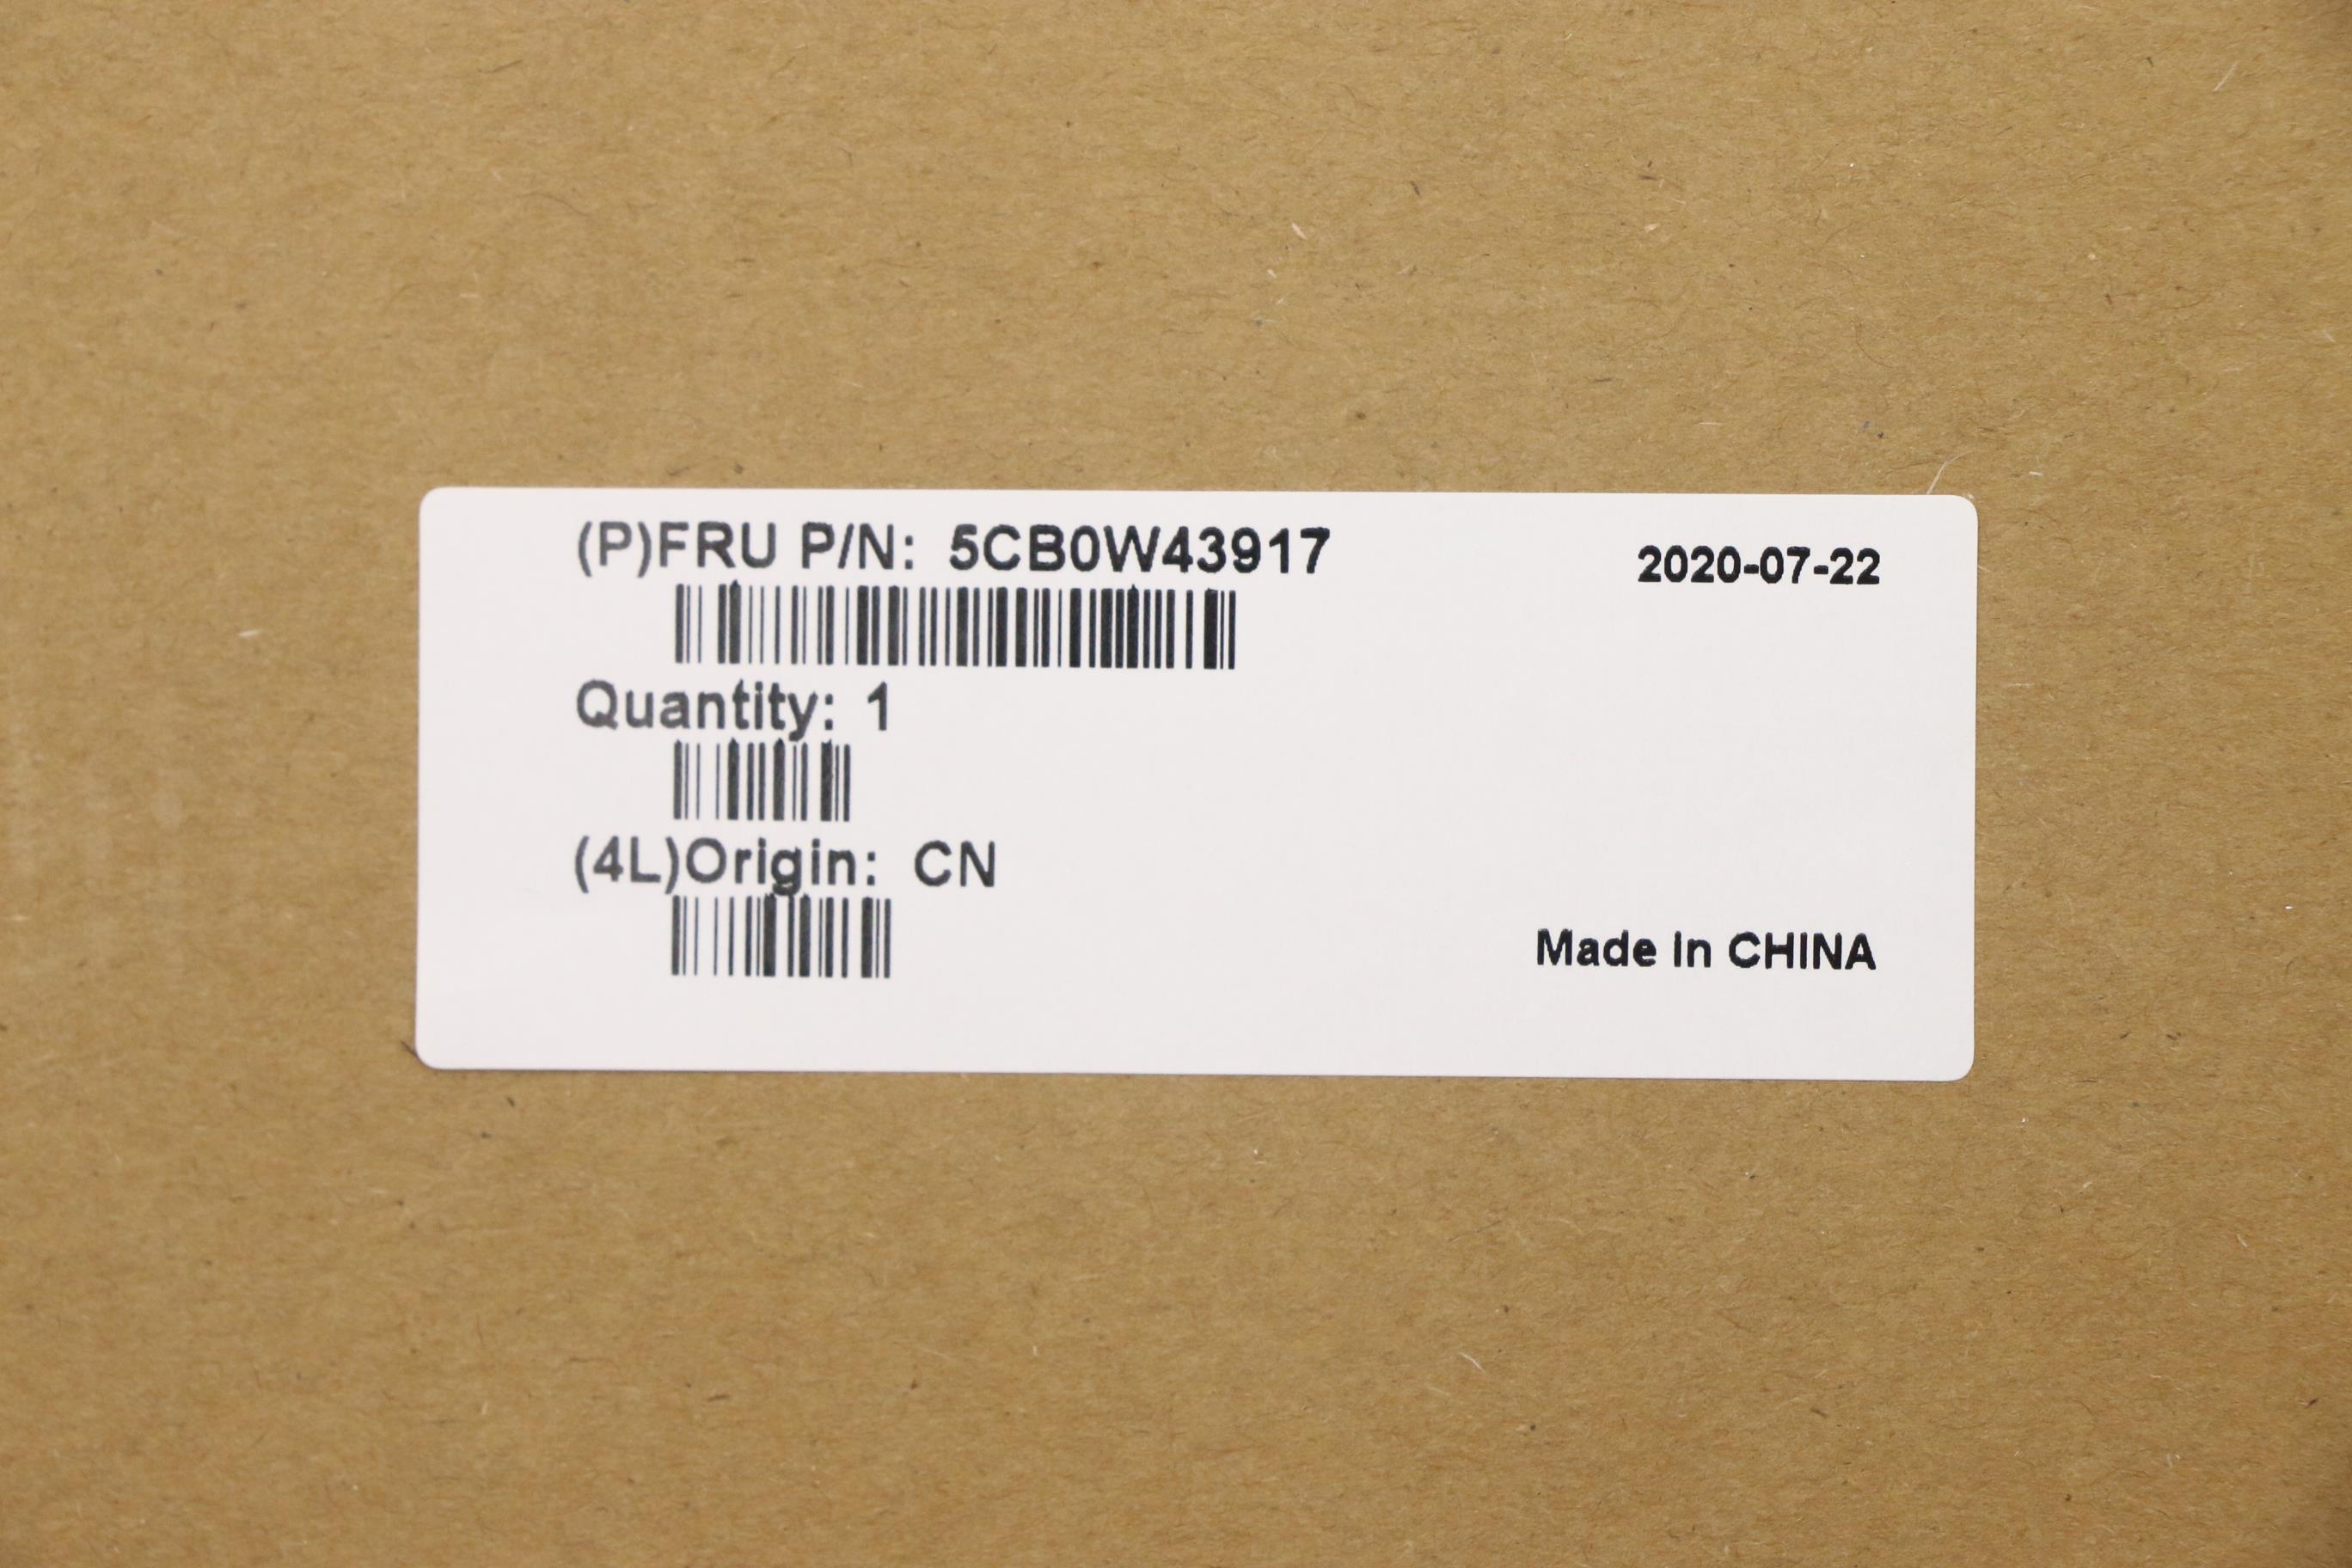 (P)FRU P/N: 5CB0W43917
2020-07-22
Quantity: 1
(4L)Origin: CN
Made in CHINA